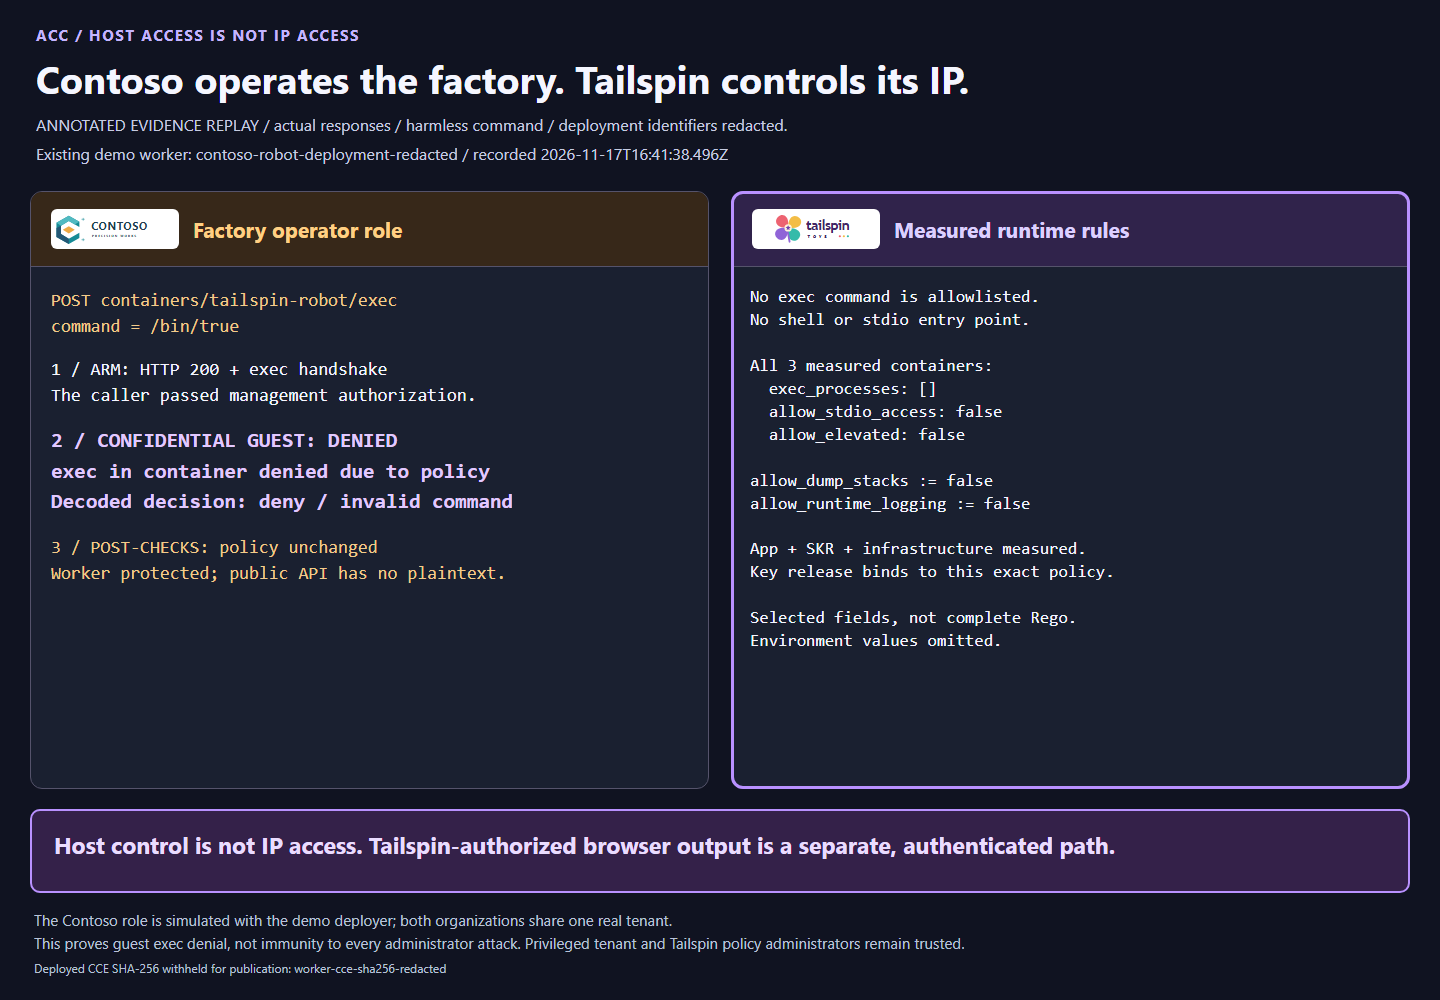 ACC / HOST ACCESS IS NOT IP ACCESS
Contoso operates the factory. Tailspin controls its IP.
ANNOTATED EVIDENCE REPLAY / actual responses / harmless command / deployment identifiers redacted.
Existing demo worker: contoso-robot-deployment-redacted / recorded 2026-11-17T16:41:38.496Z
CONTOSO
PRECISION WORKS
Factory operator role
POST containers/tailspin-robot/exec
command = /bin/true
1 / ARM: HTTP 200 + exec handshake
The caller passed management authorization.
2 / CONFIDENTIAL GUEST: DENIED
exec in container denied due to policy
Decoded decision: deny / invalid command
3 / POST-CHECKS: policy unchanged
Worker protected; public API has no plaintext.
tailspin
TOYS
Measured runtime rules
No exec command is allowlisted.
No shell or stdio entry point.
All 3 measured containers:
exec_processes: []
allow_stdio_access: false
allow_elevated: false
allow_dump_stacks := false
allow_runtime_logging := false
App + SKR + infrastructure measured.
Key release binds to this exact policy.
Selected fields, not complete Rego.
Environment values omitted.
Host control is not IP access. Tailspin-authorized browser output is a separate, authenticated path.
The Contoso role is simulated with the demo deployer; both organizations share one real tenant.
This proves guest exec denial, not immunity to every administrator attack. Privileged tenant and Tailspin policy administrators remain trusted.
Deployed CCE SHA-256 withheld for publication: worker-cce-sha256-redacted